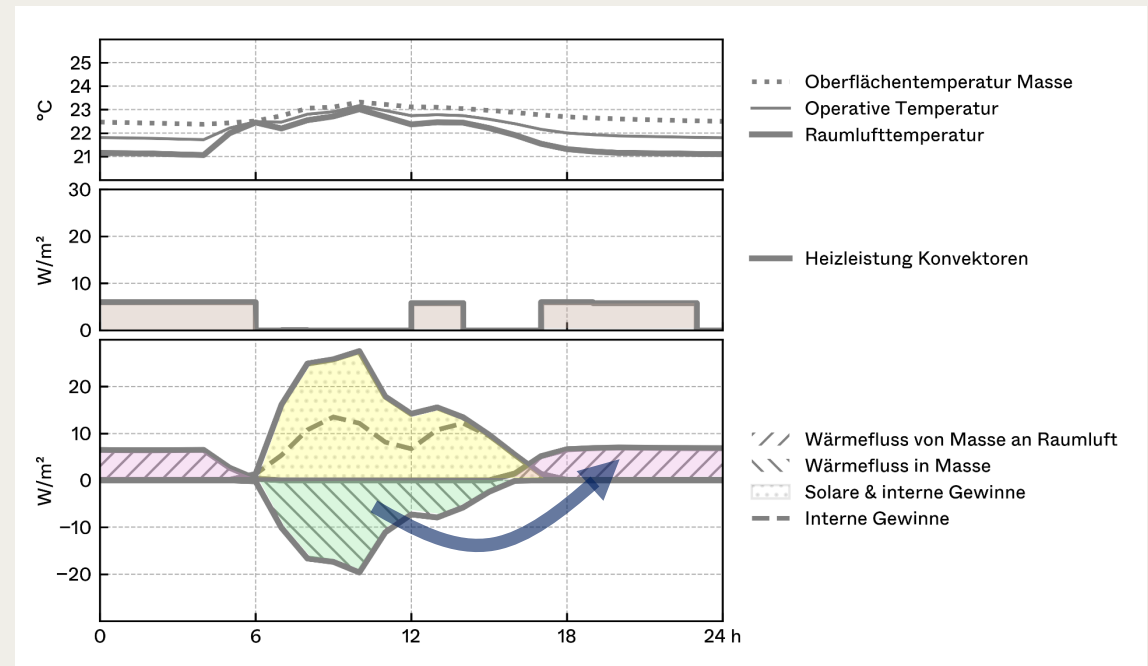 25
24
23
22
21
°C
Oberflächentemperatur Masse
Operative Temperatur
Raumlufttemperatur
30
20
10
0
W/m²
Heizleistung Konvektoren
20
10
0
−10
−20
W/m²
Wärmefluss von Masse an Raumluft
Wärmefluss in Masse
Solare & interne Gewinne
Interne Gewinne
0 6 12 18 24 h